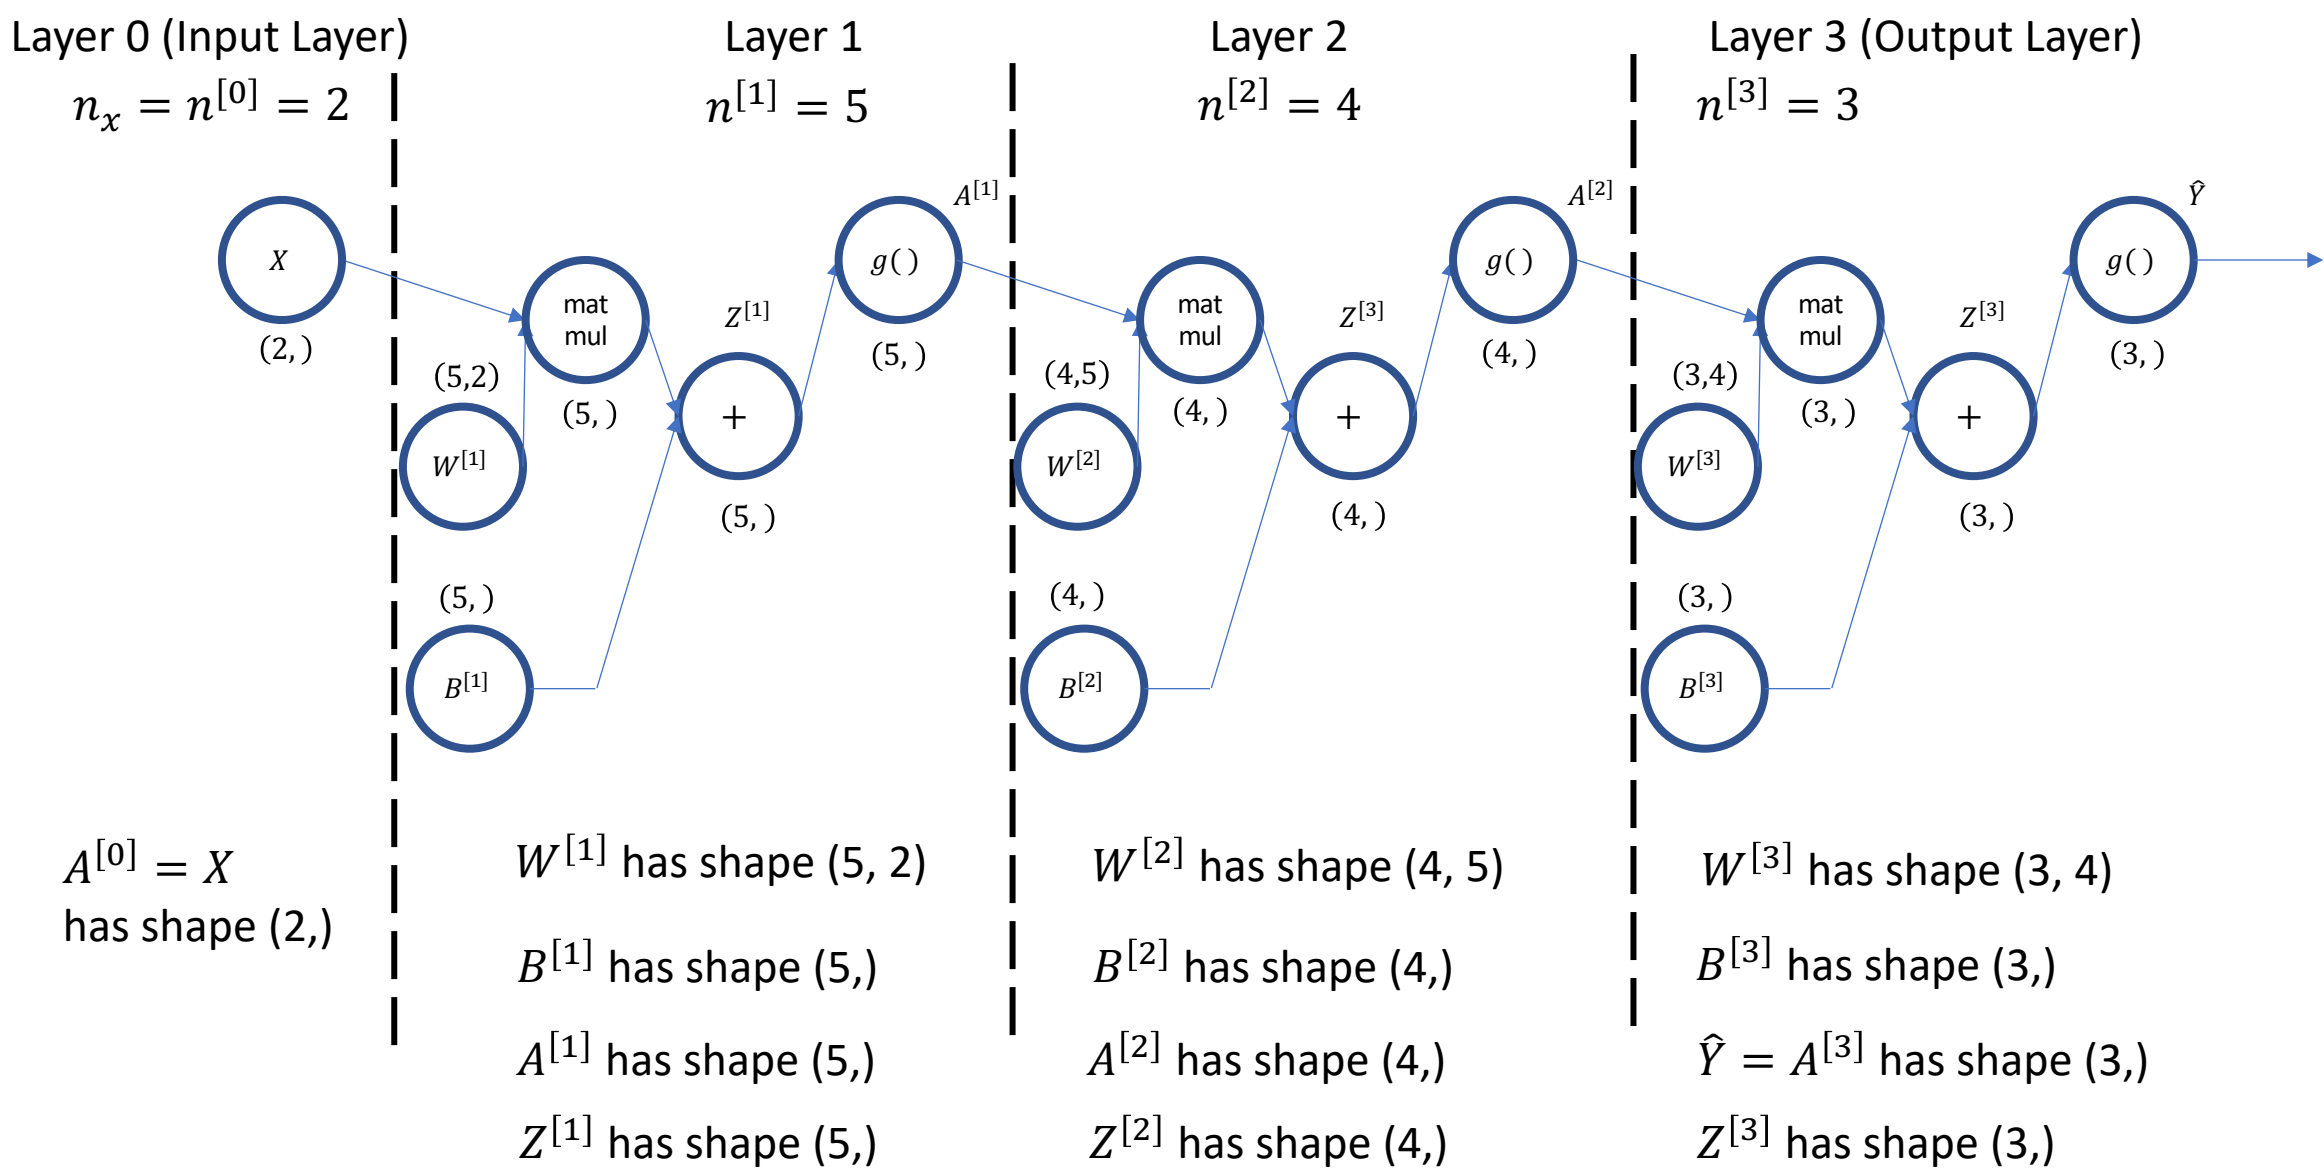 Layer 0 (Input Layer)
n_x = n^[0] = 2
Layer 1
n^[1] = 5
Layer 2
n^[2] = 4
Layer 3 (Output Layer)
n^[3] = 3
X
(2, )
(5,2)
W^[1]
(5, )
B^[1]
mat
mul
(5, )
Z^[1]
+
(5, )
A^[1]
g( )
(5, )
(4,5)
W^[2]
(4, )
B^[2]
mat
mul
(4, )
Z^[3]
+
(4, )
A^[2]
g( )
(4, )
(3,4)
W^[3]
(3, )
B^[3]
mat
mul
(3, )
Z^[3]
+
(3, )
Ŷ
g( )
(3, )
A^[0] = X
has shape (2,)
W^[1] has shape (5, 2)
B^[1] has shape (5,)
A^[1] has shape (5,)
Z^[1] has shape (5,)
W^[2] has shape (4, 5)
B^[2] has shape (4,)
A^[2] has shape (4,)
Z^[2] has shape (4,)
W^[3] has shape (3, 4)
B^[3] has shape (3,)
Ŷ = A^[3] has shape (3,)
Z^[3] has shape (3,)